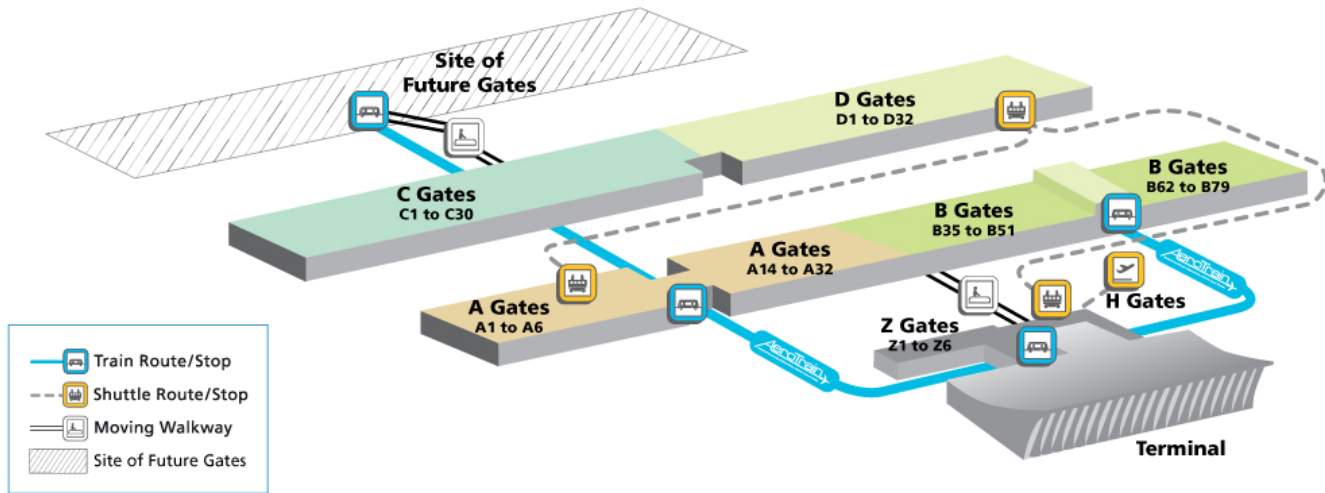 Site of
Future Gates
D Gates
D1 to D32
C Gates
C1 to C30
B Gates
B62 to B79
B Gates
B35 to B51
A Gates
A14 to A32
A Gates
A1 to A6
AeroTrain
H Gates
Z Gates
Z1 to Z6
AeroTrain
Terminal
Train Route/Stop
Shuttle Route/Stop
Moving Walkway
Site of Future Gates